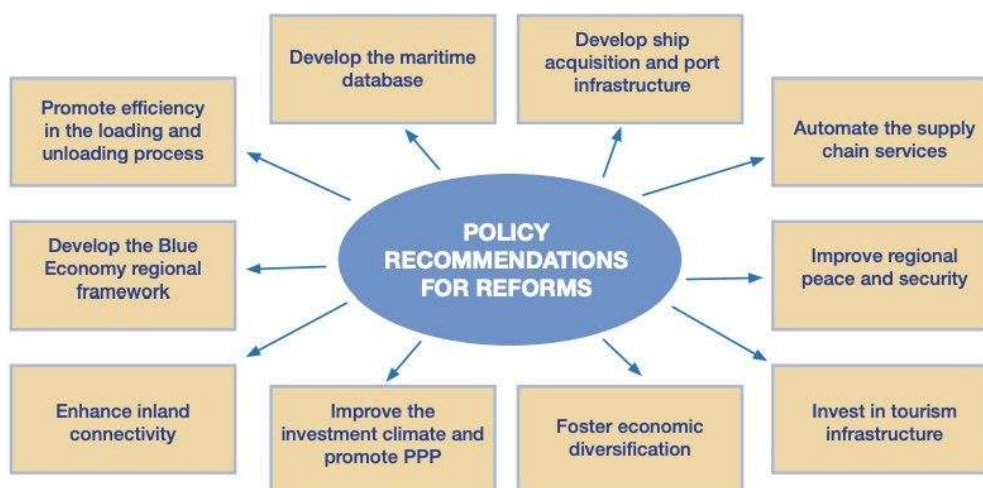 Develop the maritime
database
Develop ship
acquisition and port
infrastructure
Promote efficiency
in the loading and
unloading process
Automate the supply
chain services
POLICY
RECOMMENDATIONS
FOR REFORMS
Develop the Blue
Economy regional
framework
Improve regional
peace and security
Enhance inland
connectivity
Improve the
investment climate and
promote PPP
Foster economic
diversification
Invest in tourism
infrastructure